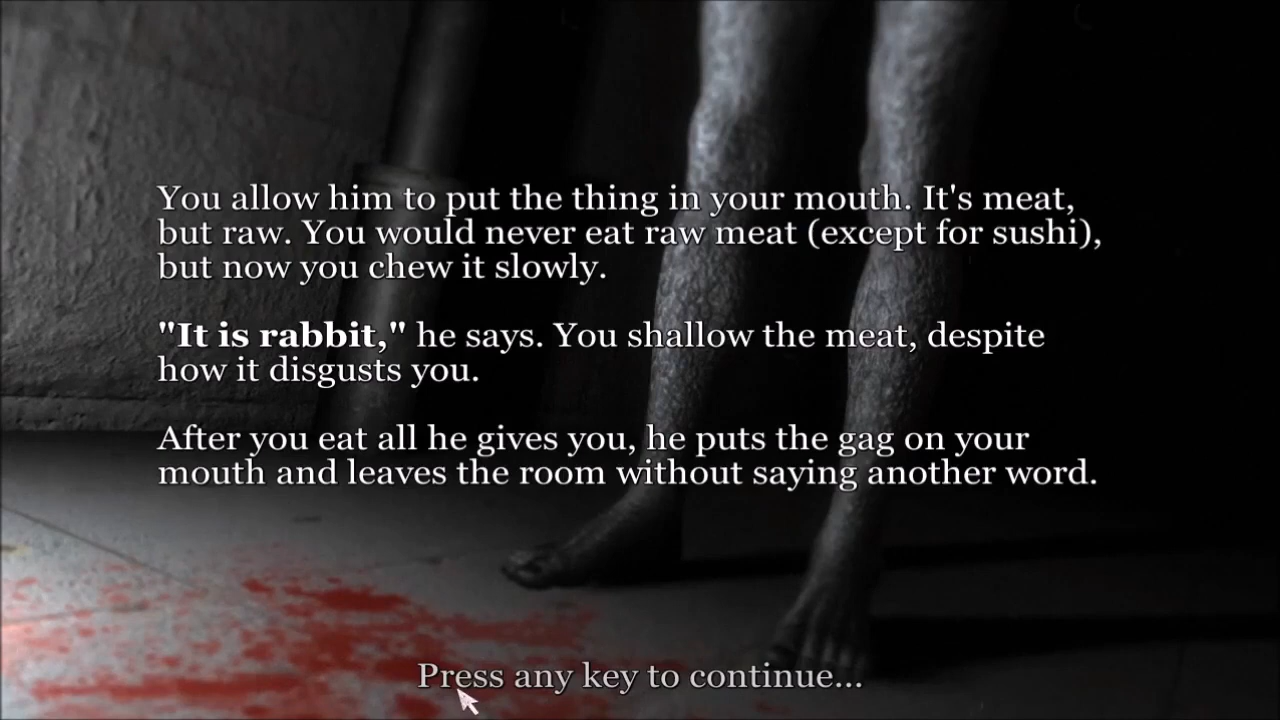 You allow him to put the thing in your mouth. It's meat,
but raw. You would never eat raw meat (except for sushi),
but now you chew it slowly.
"It is rabbit," he says. You shallow the meat, despite
how it disgusts you.
After you eat all he gives you, he puts the gag on your
mouth and leaves the room without saying another word.
Press any key to continue...